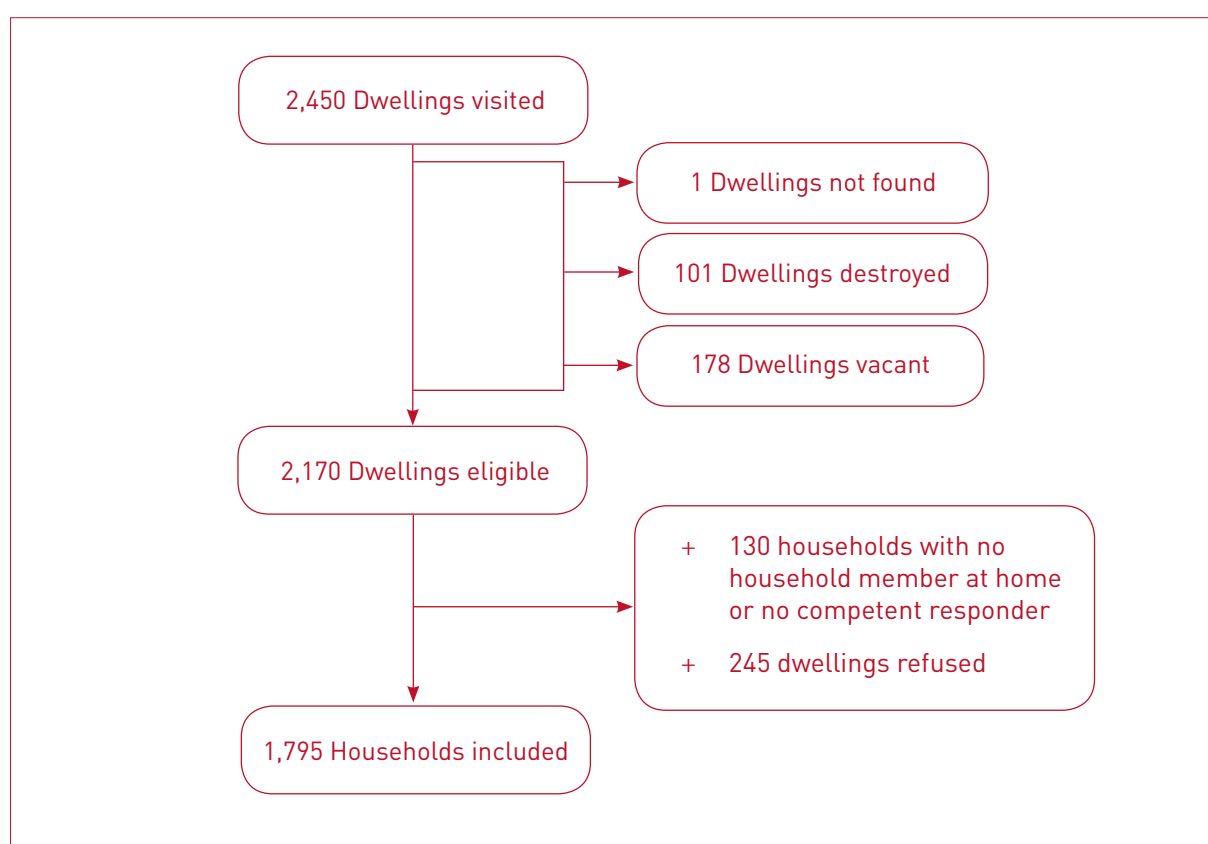 2,450 Dwellings visited
1 Dwellings not found
101 Dwellings destroyed
178 Dwellings vacant
2,170 Dwellings eligible
+ 130 households with no
household member at home
or no competent responder
+ 245 dwellings refused
1,795 Households included